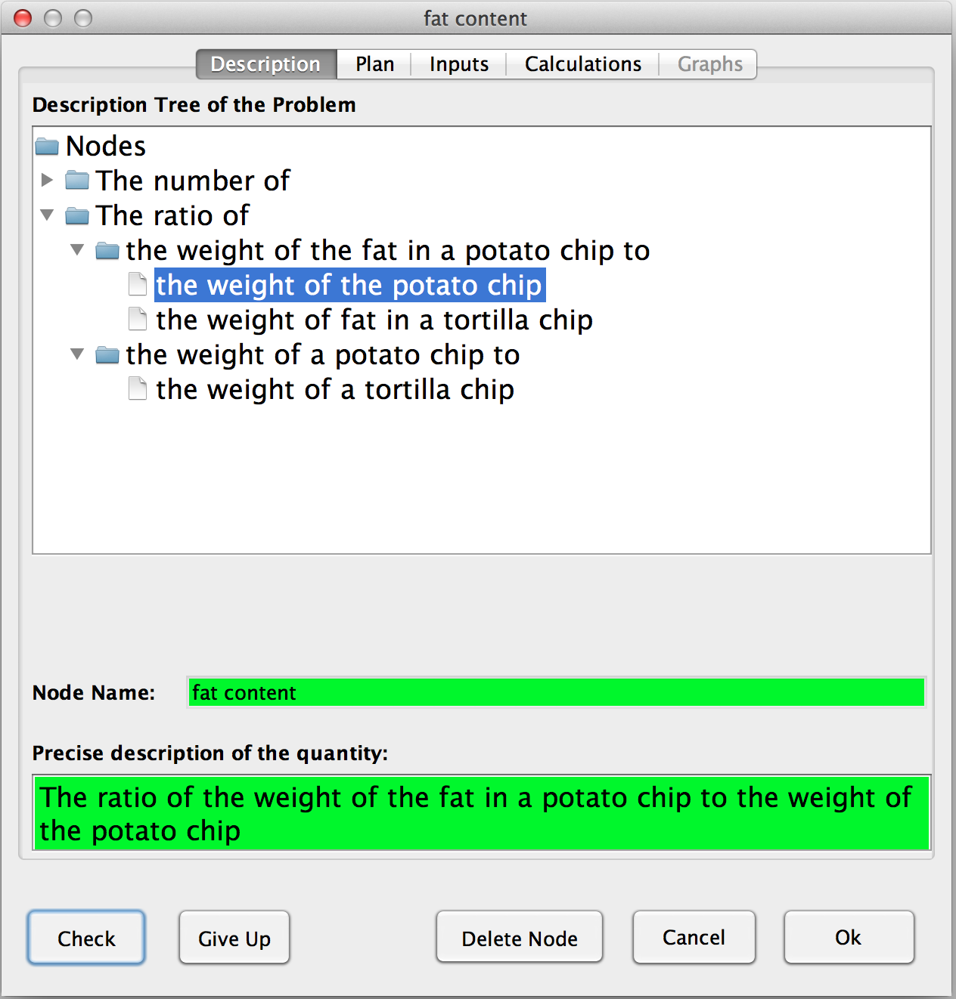 fat content
Description Plan Inputs Calculations Graphs
Description Tree of the Problem
Nodes
The number of
The ratio of
the weight of the fat in a potato chip to
the weight of the potato chip
the weight of fat in a tortilla chip
the weight of a potato chip to
the weight of a tortilla chip
Node Name: fat content
Precise description of the quantity:
The ratio of the weight of the fat in a potato chip to the weight of
the potato chip
Check Give Up Delete Node Cancel Ok